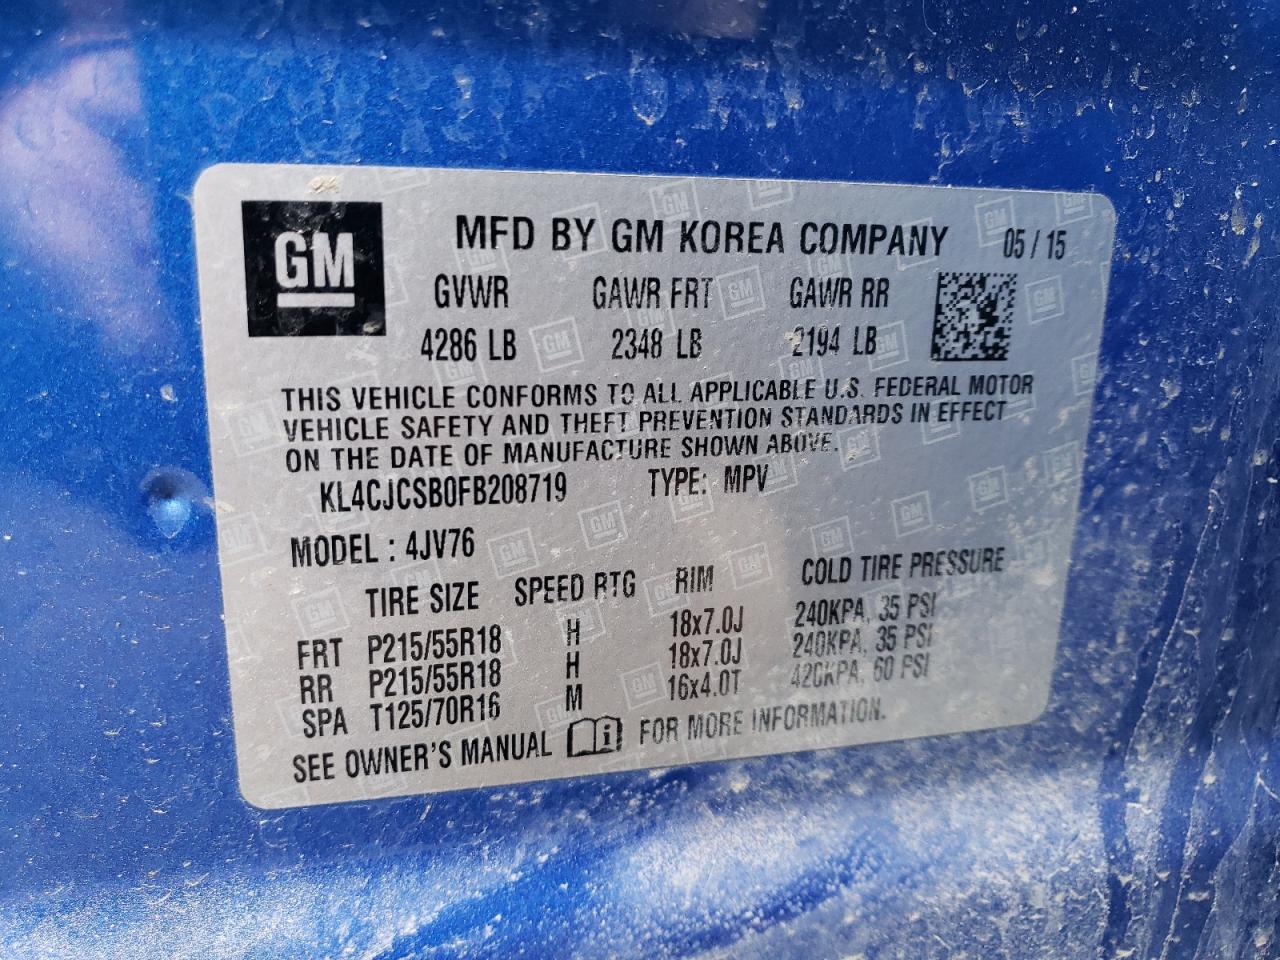 GM
MFD BY GM KOREA COMPANY 05 / 15
GVWR GAWR FRT GAWR RR
4286 LB 2348 LB 2194 LB
THIS VEHICLE CONFORMS TO ALL APPLICABLE U.S. FEDERAL MOTOR
VEHICLE SAFETY AND THEFT PREVENTION STANDARDS IN EFFECT
ON THE DATE OF MANUFACTURE SHOWN ABOVE.
KL4CJCSB0FB208719 TYPE: MPV
MODEL : 4JV76
TIRE SIZE SPEED RTG RIM COLD TIRE PRESSURE
FRT P215/55R18 H 18x7.0J 240KPA, 35 PSI
RR P215/55R18 H 18x7.0J 240KPA, 35 PSI
SPA T125/70R16 M 16x4.0T 420KPA, 60 PSI
SEE OWNER'S MANUAL i FOR MORE INFORMATION.